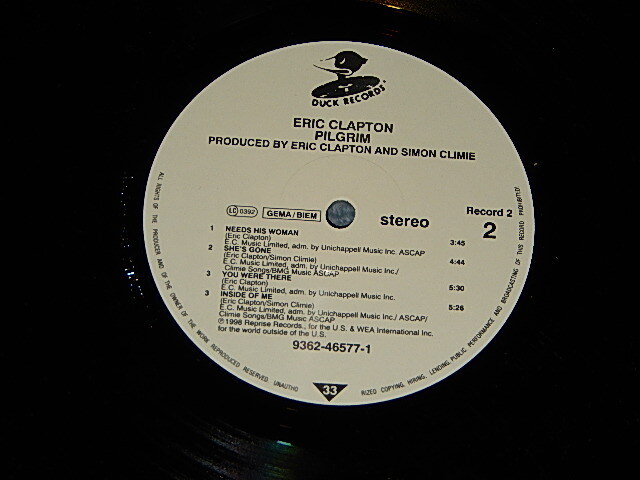 DUCK RECORDS
ERIC CLAPTON
PILGRIM
PRODUCED BY ERIC CLAPTON AND SIMON CLIMIE
LC 0392 GEMA/BIEM stereo Record 2
2
1 NEEDS HIS WOMAN
(Eric Clapton)
E.C. Music Limited, adm. by Unichappell Music Inc. ASCAP 3:45
2 SHE'S GONE
(Eric Clapton/Simon Climie) 4:44
E.C. Music Limited, adm. by Unichappell Music Inc./
Climie Songs/BMG Music ASCAP
3 YOU WERE THERE
(Eric Clapton) 5:30
E.C. Music Limited, adm. by Unichappell Music Inc.
3 INSIDE OF ME
(Eric Clapton/Simon Climie) 5:26
E.C. Music Limited, adm. by Unichappell Music Inc./ ASCAP/
Climie Songs/BMG Music ASCAP
℗1998 Reprise Records., for the U.S. & WEA International Inc.
for the world outside of the U.S.
9362-46577-1
33
ALL RIGHTS OF THE PRODUCER AND OF THE OWNER OF THE WORK REPRODUCED RESERVED. UNAUTHO
RIZED COPYING, HIRING, LENDING, PUBLIC PERFORMANCE AND BROADCASTING OF THIS RECORD PROHIBITED!